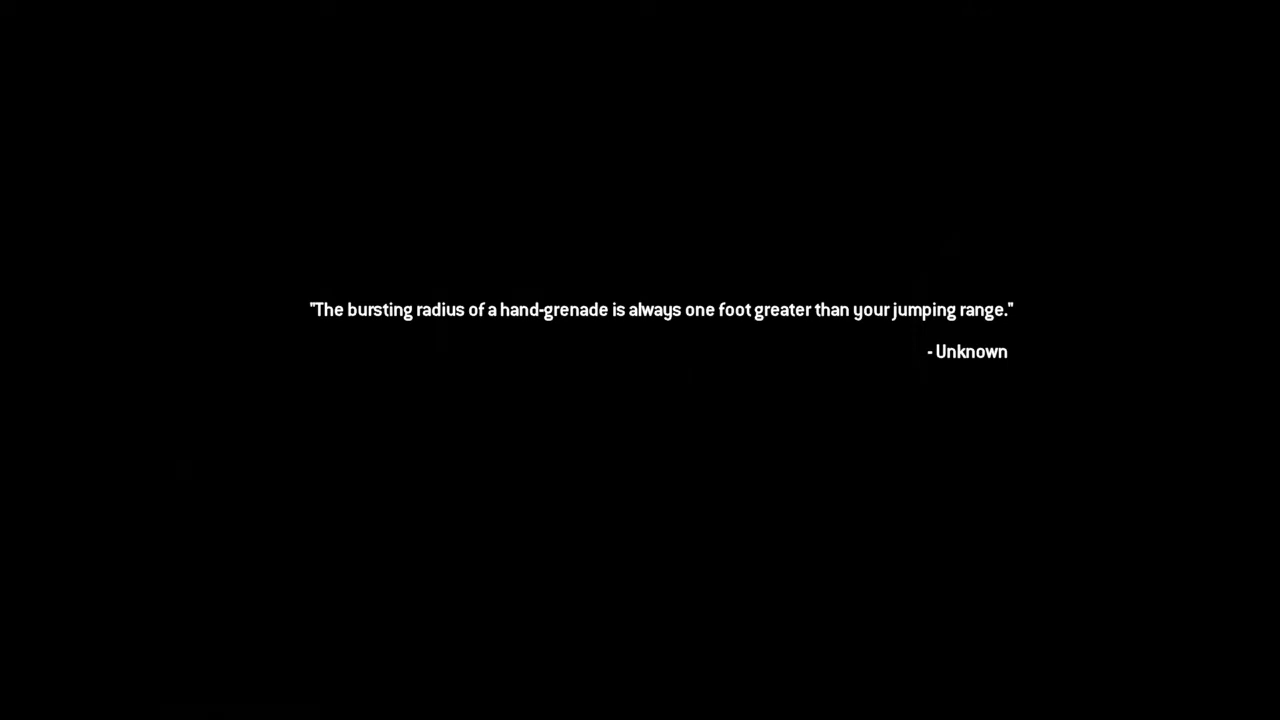 "The bursting radius of a hand-grenade is always one foot greater than your jumping range."
- Unknown